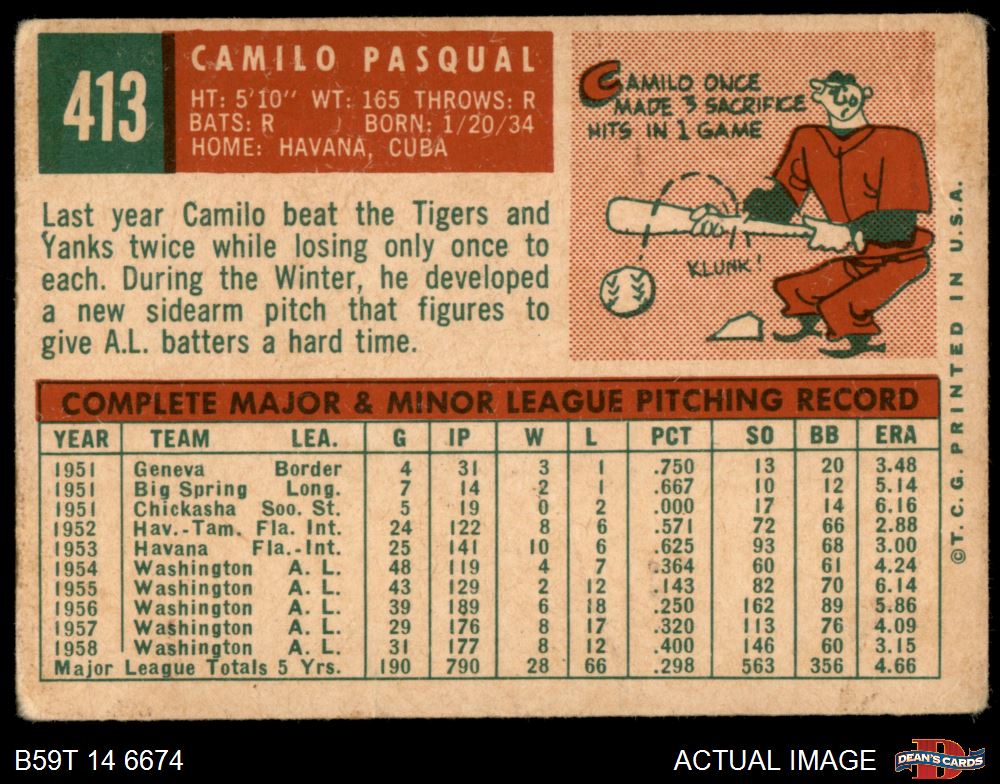 413
CAMILO PASQUAL
HT: 5'10" WT: 165 THROWS: R
BATS: R BORN: 1/20/34
HOME: HAVANA, CUBA
CAMILO ONCE
MADE 3 SACRIFICE
HITS IN 1 GAME
KLUNK!
Last year Camilo beat the Tigers and
Yanks twice while losing only once to
each. During the Winter, he developed
a new sidearm pitch that figures to
give A.L. batters a hard time.
COMPLETE MAJOR & MINOR LEAGUE PITCHING RECORD
YEAR TEAM LEA. G IP W L PCT SO BB ERA
1951 Geneva Border 4 31 3 1 .750 13 20 3.48
1951 Big Spring Long. 7 14 2 1 .667 10 12 5.14
1951 Chickasha Soo. St. 5 19 0 2 .000 17 14 6.16
1952 Hav.-Tam. Fla. Int. 24 122 8 6 .571 72 66 2.88
1953 Havana Fla.-Int. 25 141 10 6 .625 93 68 3.00
1954 Washington A. L. 48 119 4 7 .364 60 61 4.24
1955 Washington A. L. 43 129 2 12 .143 82 70 6.14
1956 Washington A. L. 39 189 6 18 .250 162 89 5.86
1957 Washington A. L. 29 176 8 17 .320 113 76 4.09
1958 Washington A. L. 31 177 8 12 .400 146 60 3.15
Major League Totals 5 Yrs. 190 790 28 66 .298 563 356 4.66
©T.C.G. PRINTED IN U.S.A.
B59T 14 6674
ACTUAL IMAGE
D
DEAN'S CARDS